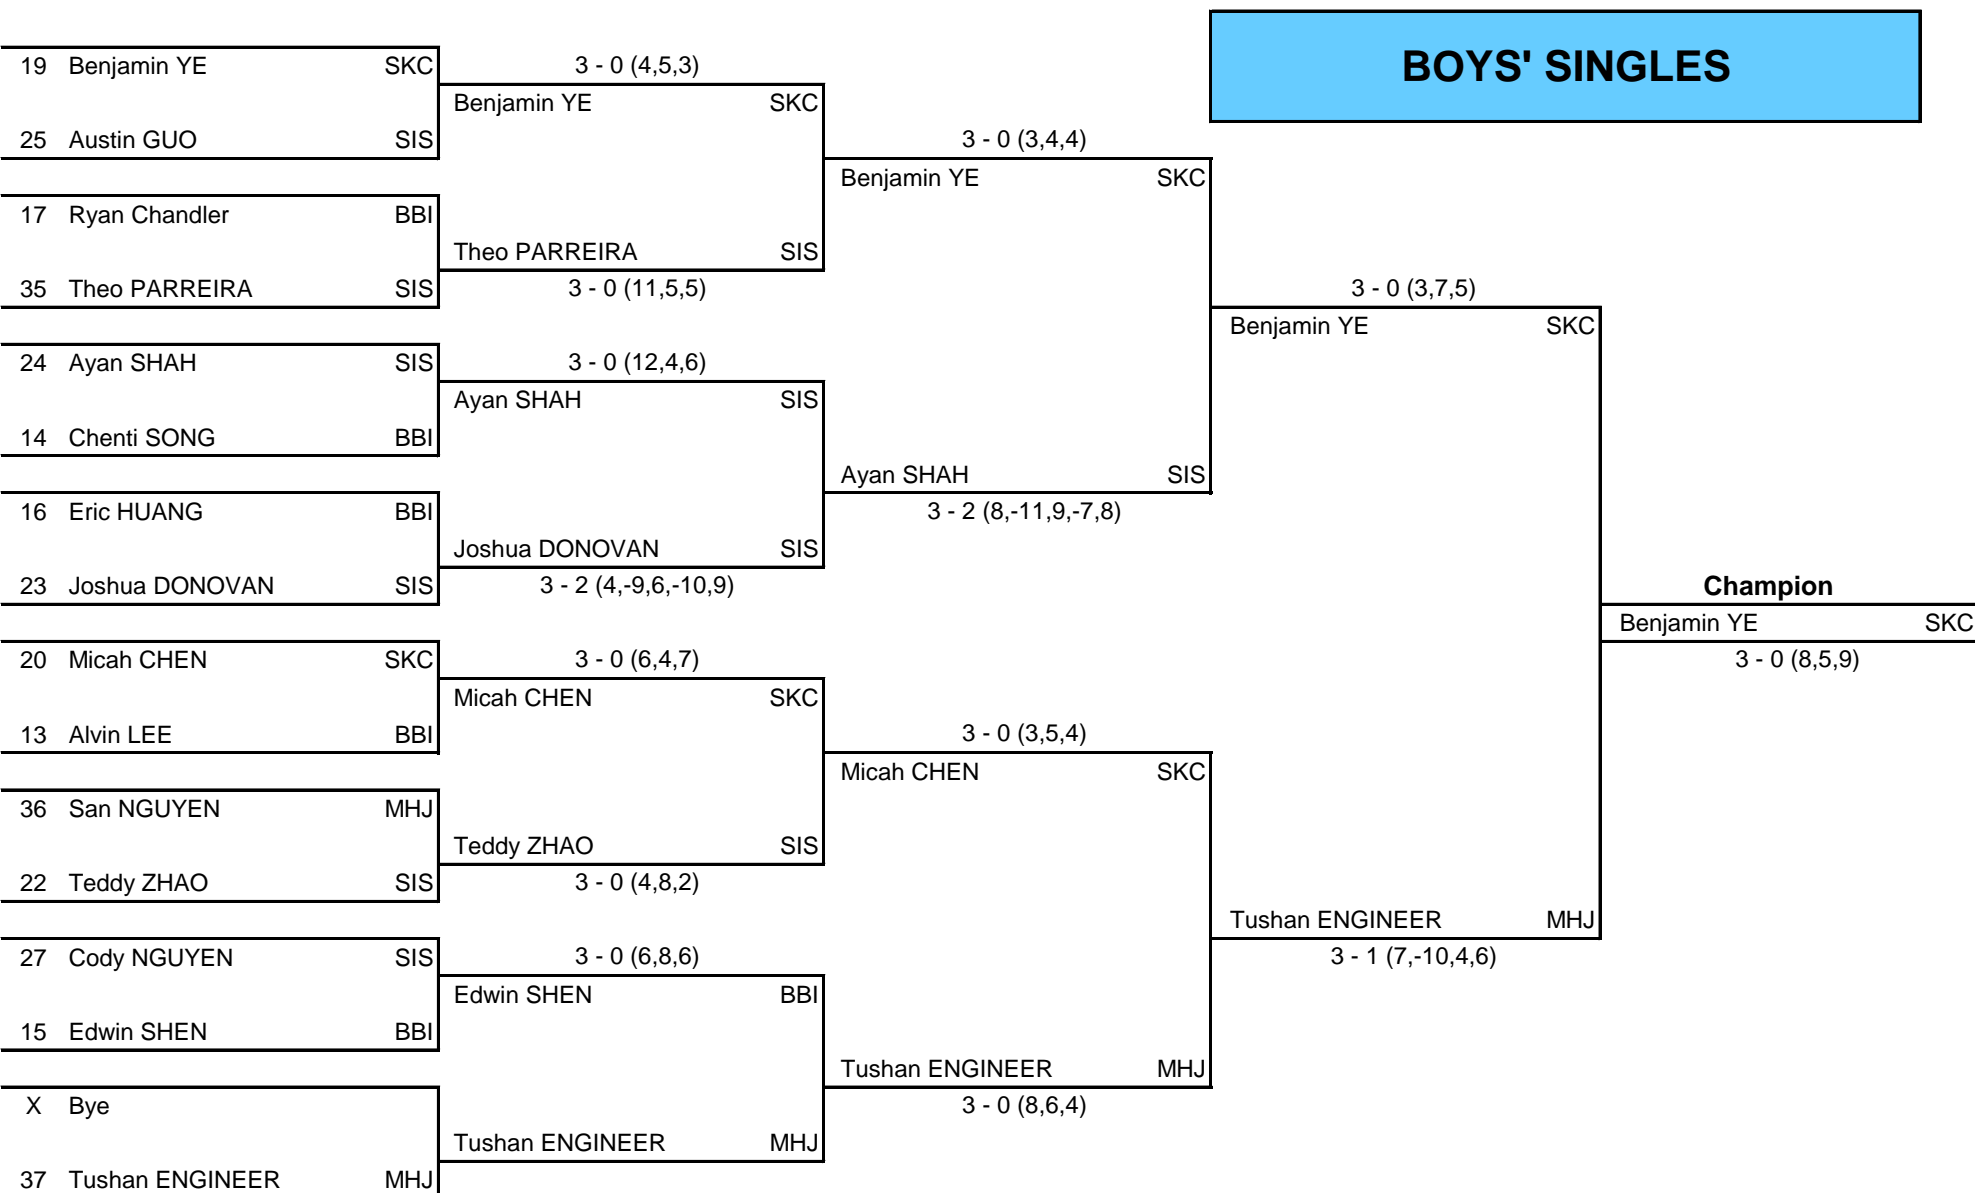 BOYS' SINGLES
19 Benjamin YE SKC 3 - 0 (4,5,3)
Benjamin YE SKC
25 Austin GUO SIS 3 - 0 (3,4,4)
Benjamin YE SKC
17 Ryan Chandler BBI
Theo PARREIRA SIS
35 Theo PARREIRA SIS 3 - 0 (11,5,5) 3 - 0 (3,7,5)
Benjamin YE SKC
24 Ayan SHAH SIS 3 - 0 (12,4,6)
Ayan SHAH SIS
14 Chenti SONG BBI
Ayan SHAH SIS
16 Eric HUANG BBI 3 - 2 (8,-11,9,-7,8)
Joshua DONOVAN SIS
23 Joshua DONOVAN SIS 3 - 2 (4,-9,6,-10,9) Champion
Benjamin YE SKC
20 Micah CHEN SKC 3 - 0 (6,4,7) 3 - 0 (8,5,9)
Micah CHEN SKC
13 Alvin LEE BBI 3 - 0 (3,5,4)
Micah CHEN SKC
36 San NGUYEN MHJ
Teddy ZHAO SIS
22 Teddy ZHAO SIS 3 - 0 (4,8,2)
Tushan ENGINEER MHJ
27 Cody NGUYEN SIS 3 - 0 (6,8,6) 3 - 1 (7,-10,4,6)
Edwin SHEN BBI
15 Edwin SHEN BBI
Tushan ENGINEER MHJ
X Bye 3 - 0 (8,6,4)
Tushan ENGINEER MHJ
37 Tushan ENGINEER MHJ